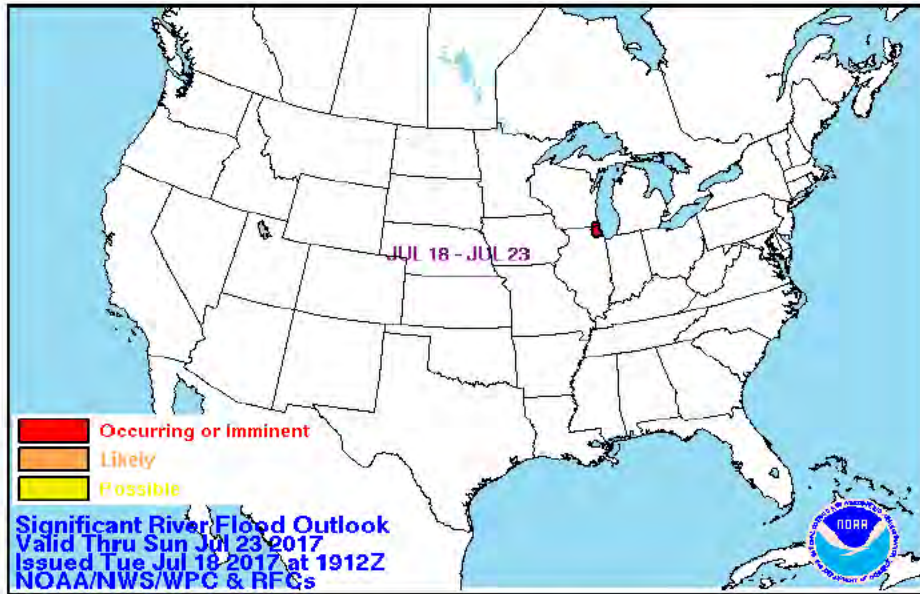 JUL 18 - JUL 23
Occurring or Imminent
Likely
Possible
Significant River Flood Outlook
Valid Thru Sun Jul 23 2017
Issued Tue Jul 18 2017 at 1912Z
NOAA/NWS/WPC & RFCs
NOAA